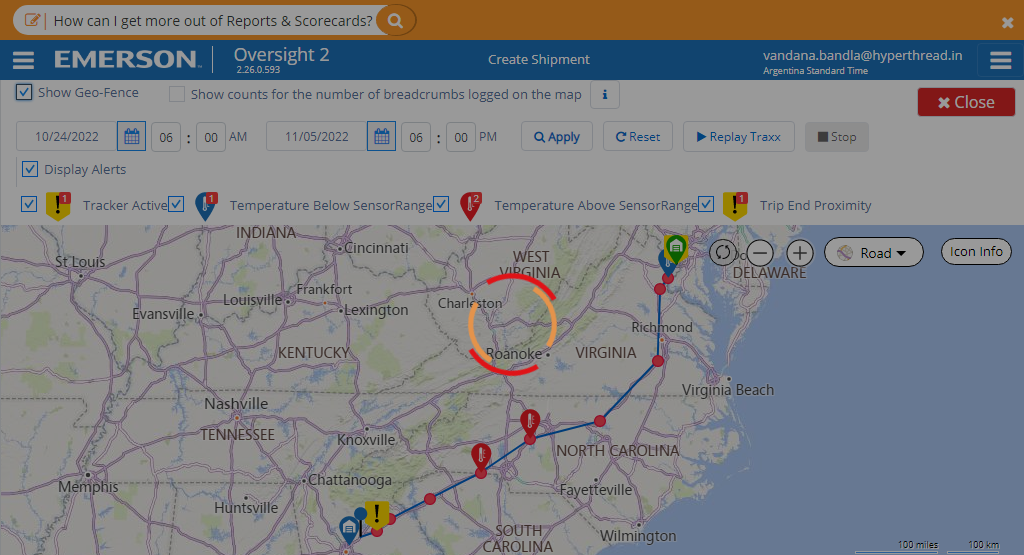 How can I get more out of Reports & Scorecards?
EMERSON
Oversight 2
2.26.0.593
Create Shipment
vandana.bandla@hyperthread.in
Argentina Standard Time
Show Geo-Fence
Show counts for the number of breadcrumbs logged on the map
i
Close
10/24/2022
06 : 00 AM
11/05/2022
06 : 00 PM
Apply
Reset
Replay Traxx
Stop
Display Alerts
1
Tracker Active
1
Temperature Below SensorRange
2
Temperature Above SensorRange
1
Trip End Proximity
INDIANA
Cincinnati
WEST
VIRGINIA
St Louis
DELAWARE
Road
Icon Info
Frankfort
Louisville
Lexington
Charleston
Evansville
Richmond
Roanoke
KENTUCKY
VIRGINIA
Virginia Beach
Nashville
TENNESSEE
Knoxville
NORTH CAROLINA
Chattanooga
Memphis
Fayetteville
Huntsville
SOUTH
CAROLINA
Wilmington
100 miles
100 km